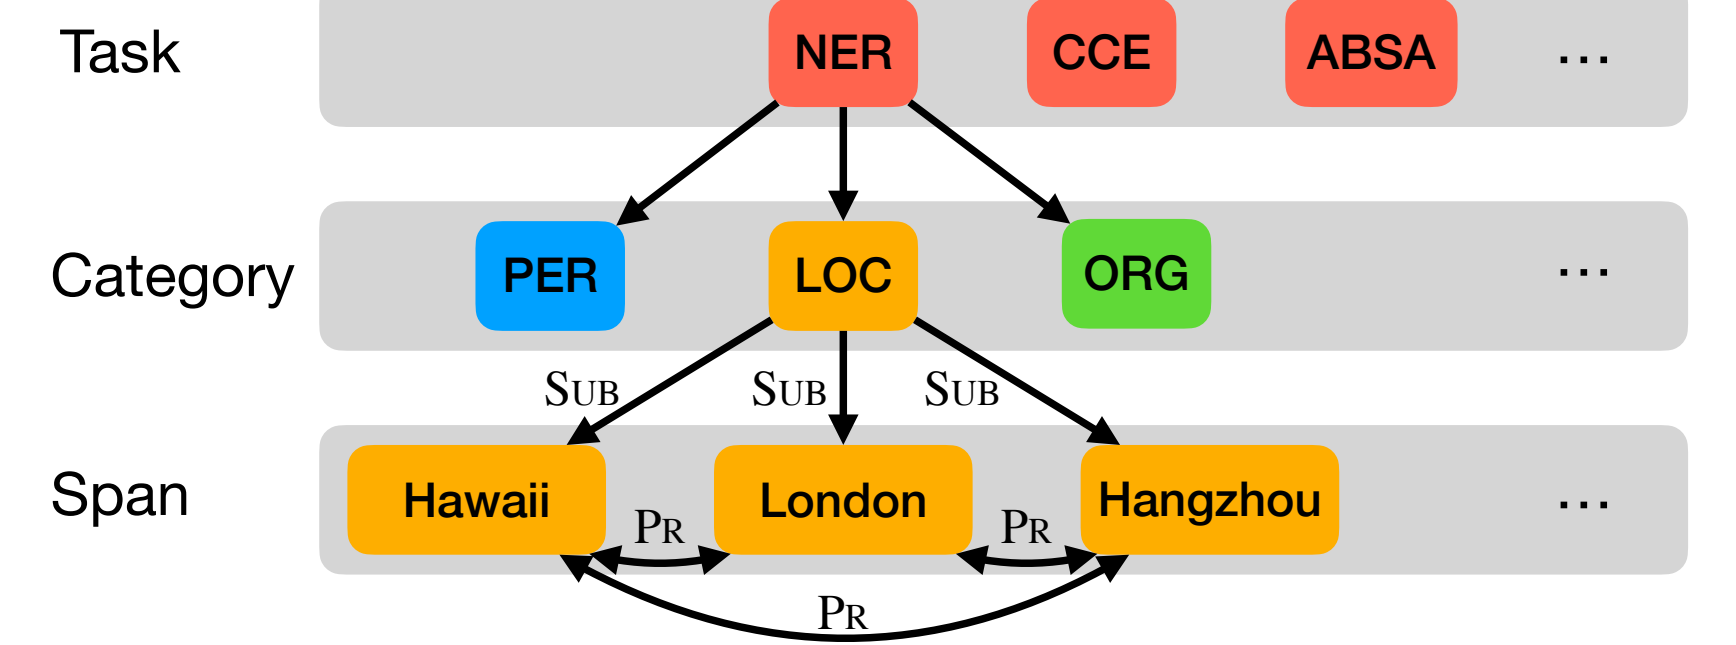 Task NER CCE ABSA ...
Category PER LOC ORG ...
SUB SUB SUB
Span Hawaii London Hangzhou ...
PR PR
PR